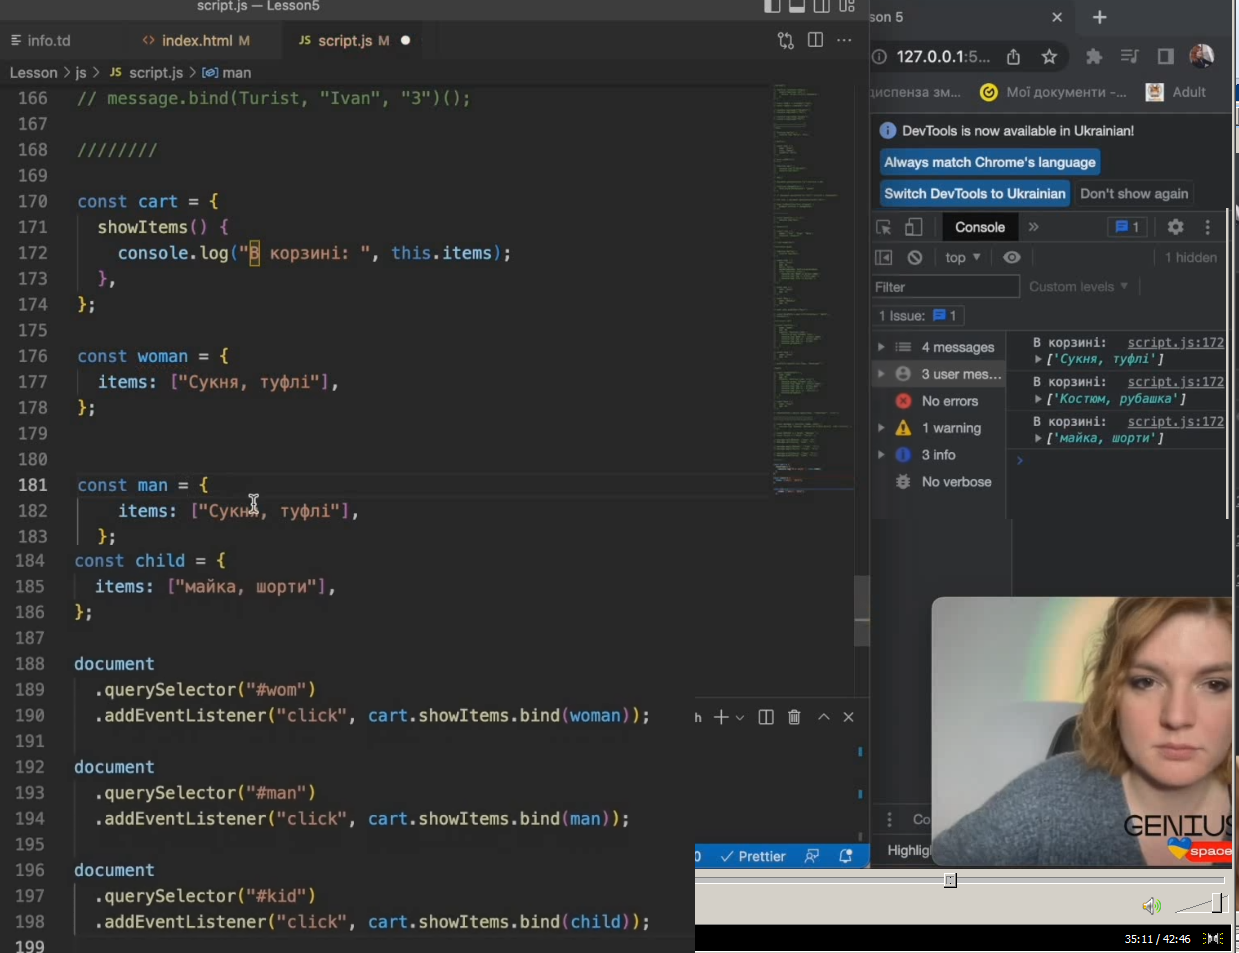 script.js — Lesson5
info.td
index.html M
JS script.js M
Lesson > js > JS script.js > man
166 // message.bind(Turist, "Ivan", "3")();
167
168 ////////
169
170 const cart = {
171 showItems() {
172 console.log("В корзині: ", this.items);
173 },
174 };
175
176 const woman = {
177 items: ["Сукня, туфлі"],
178 };
179
180
181 const man = {
182 items: ["Сукня, туфлі"],
183 };
184 const child = {
185 items: ["майка, шорти"],
186 };
187
188 document
189 .querySelector("#wom")
190 .addEventListener("click", cart.showItems.bind(woman));
191
192 document
193 .querySelector("#man")
194 .addEventListener("click", cart.showItems.bind(man));
195
196 document
197 .querySelector("#kid")
198 .addEventListener("click", cart.showItems.bind(child));
199
Prettier
son 5
127.0.0.1:5...
диспенза зм...
Мої документи -...
Adult
DevTools is now available in Ukrainian!
Always match Chrome's language
Switch DevTools to Ukrainian
Don't show again
Console
1
top
1 hidden
Filter
Custom levels
1 Issue: 1
4 messages
3 user mes...
No errors
1 warning
3 info
No verbose
В корзині: script.js:172
['Сукня, туфлі']
В корзині: script.js:172
['Костюм, рубашка']
В корзині: script.js:172
['майка, шорти']
Co
Highlig
GENIUS
space
35:11 / 42:46